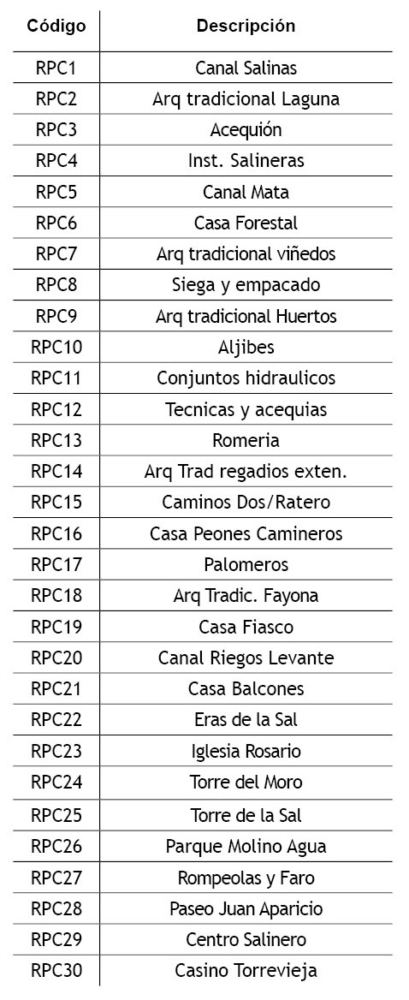 Código Descripción
RPC1 Canal Salinas
RPC2 Arq tradicional Laguna
RPC3 Acequión
RPC4 Inst. Salineras
RPC5 Canal Mata
RPC6 Casa Forestal
RPC7 Arq tradicional viñedos
RPC8 Siega y empacado
RPC9 Arq tradicional Huertos
RPC10 Aljibes
RPC11 Conjuntos hidraulicos
RPC12 Tecnicas y acequias
RPC13 Romeria
RPC14 Arq Trad regadios exten.
RPC15 Caminos Dos/Ratero
RPC16 Casa Peones Camineros
RPC17 Palomeros
RPC18 Arq Tradic. Fayona
RPC19 Casa Fiasco
RPC20 Canal Riegos Levante
RPC21 Casa Balcones
RPC22 Eras de la Sal
RPC23 Iglesia Rosario
RPC24 Torre del Moro
RPC25 Torre de la Sal
RPC26 Parque Molino Agua
RPC27 Rompeolas y Faro
RPC28 Paseo Juan Aparicio
RPC29 Centro Salinero
RPC30 Casino Torrevieja